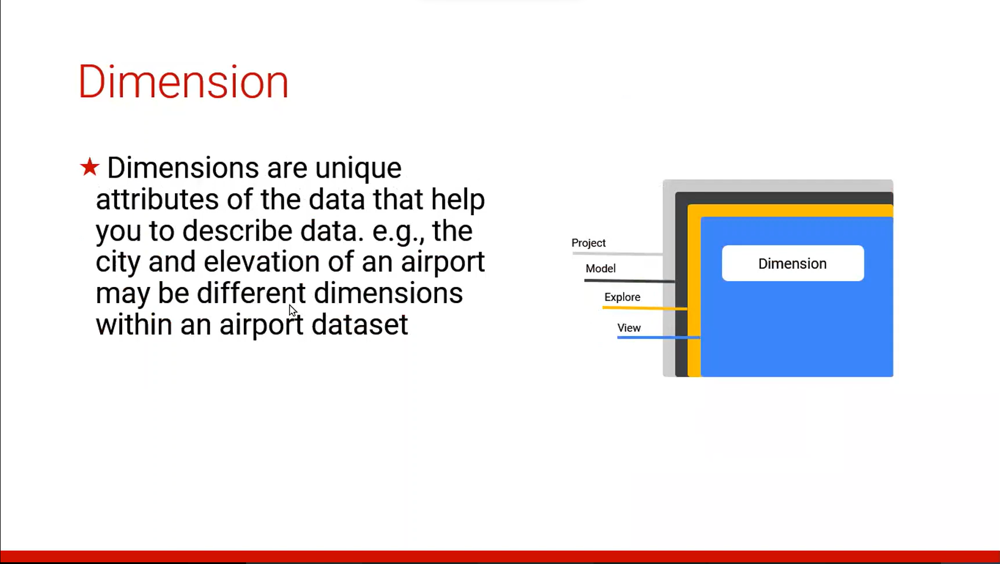 Dimension
★ Dimensions are unique
attributes of the data that help
you to describe data. e.g., the
city and elevation of an airport
may be different dimensions
within an airport dataset
Project
Model
Explore
View
Dimension